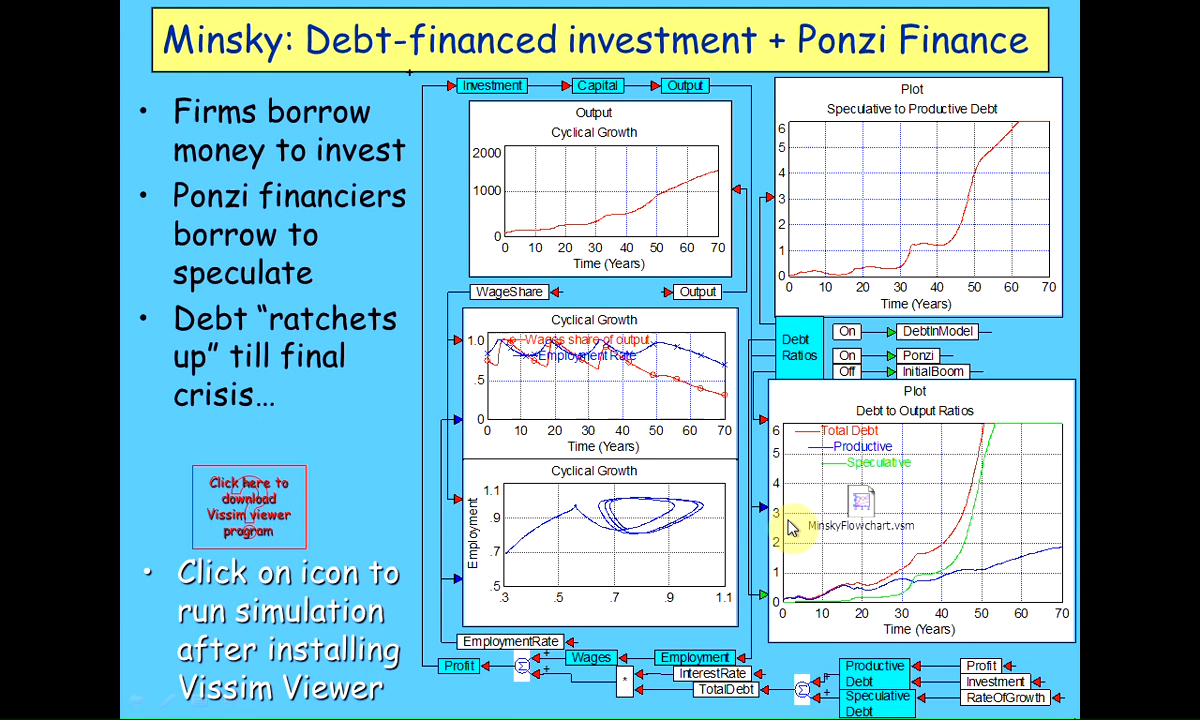 Minsky: Debt-financed investment + Ponzi Finance
• Firms borrow
money to invest
• Ponzi financiers
borrow to
speculate
• Debt “ratchets
up” till final
crisis…
Click here to
download
Vissim viewer
program
• Click on icon to
run simulation
after installing
Vissim Viewer
Investment
Capital
Output
Output
Cyclical Growth
2000
1000
0
0 10 20 30 40 50 60 70
Time (Years)
WageShare
Output
Cyclical Growth
Wages share of output
Employment Rate
1.0
.5
0
0 10 20 30 40 50 60 70
Time (Years)
Cyclical Growth
Employment
1.1
.9
.7
.5
.3 .5 .7 .9 1.1
EmploymentRate
Plot
Speculative to Productive Debt
6
5
4
3
2
1
0
0 10 20 30 40 50 60 70
Time (Years)
Debt
Ratios
On
DebtInModel
On
Ponzi
Off
InitialBoom
Plot
Debt to Output Ratios
Total Debt
Productive
Speculative
MinskyFlowchart.vsm
6
5
4
3
2
1
0
0 10 20 30 40 50 60 70
Time (Years)
Profit
Σ
+
+
Wages
Employment
InterestRate
*
TotalDebt
Σ
+
+
Productive
Debt
Speculative
Debt
Profit
Investment
RateOfGrowth